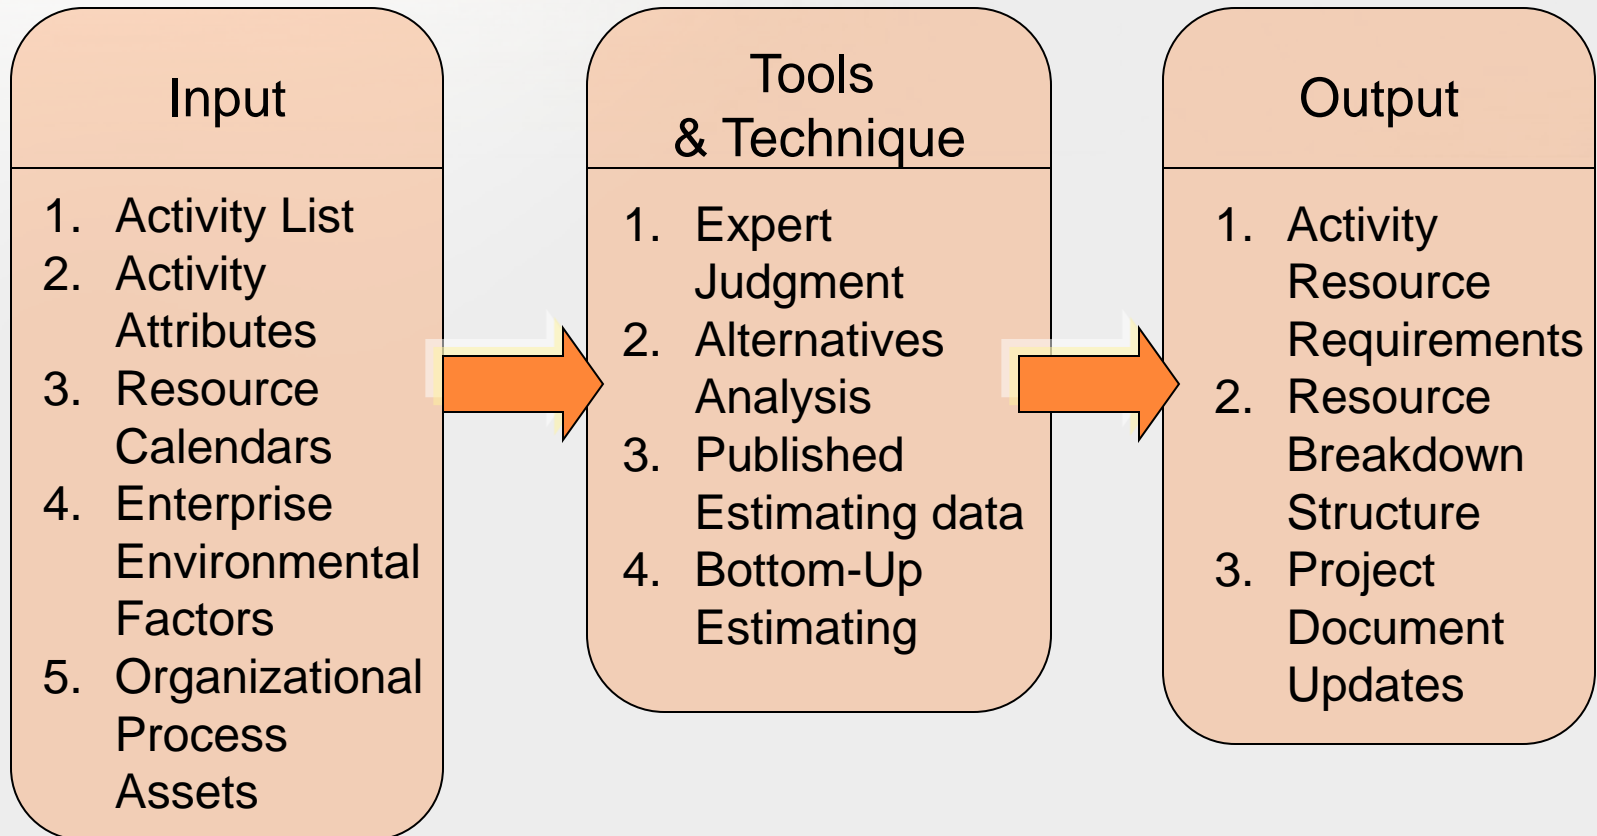 Input
1. Activity List
2. Activity
Attributes
3. Resource
Calendars
4. Enterprise
Environmental
Factors
5. Organizational
Process
Assets
Tools
& Technique
1. Expert
Judgment
2. Alternatives
Analysis
3. Published
Estimating data
4. Bottom-Up
Estimating
Output
1. Activity
Resource
Requirements
2. Resource
Breakdown
Structure
3. Project
Document
Updates